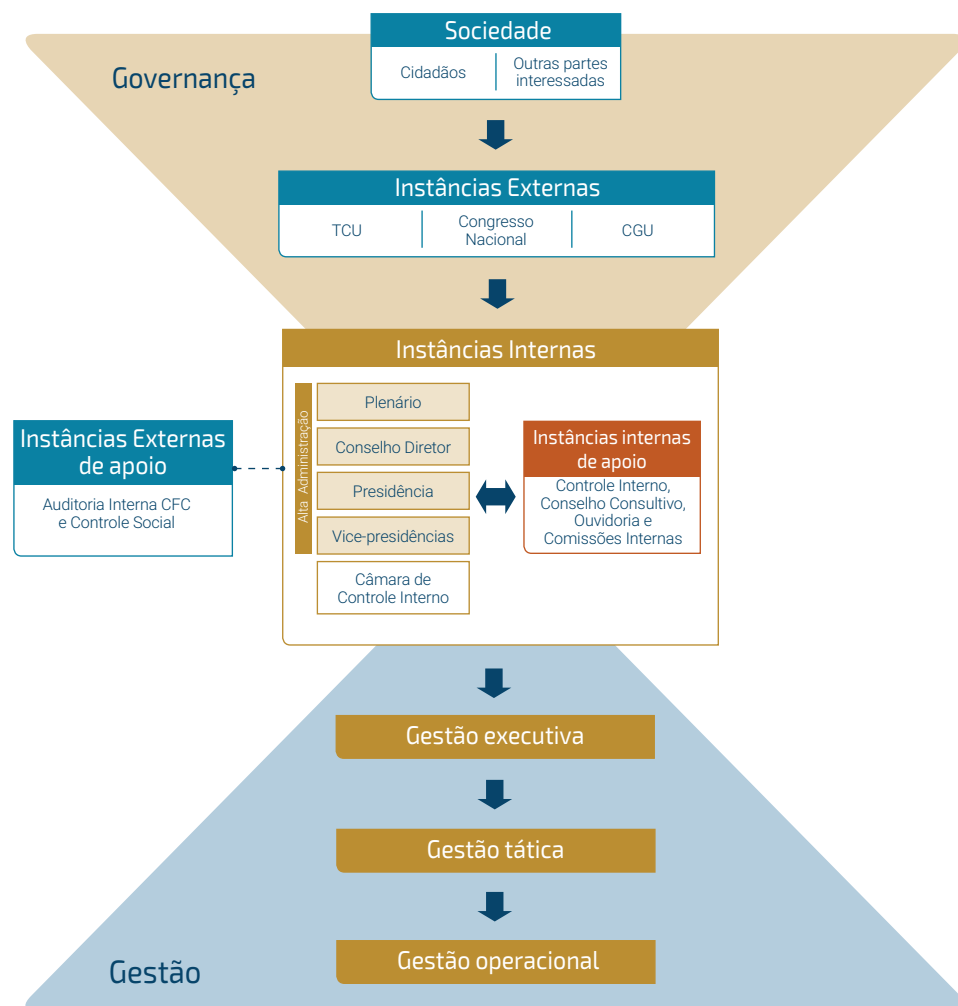 Sociedade
Cidadãos
Outras partes
interessadas
Governança
Instâncias Externas
TCU
Congresso
Nacional
CGU
Instâncias Internas
Alta Administração
Plenário
Conselho Diretor
Presidência
Vice-presidências
Câmara de
Controle Interno
Instâncias Externas
de apoio
Auditoria Interna CFC
e Controle Social
Instâncias internas
de apoio
Controle Interno,
Conselho Consultivo,
Ouvidoria e
Comissões Internas
Gestão executiva
Gestão tática
Gestão operacional
Gestão